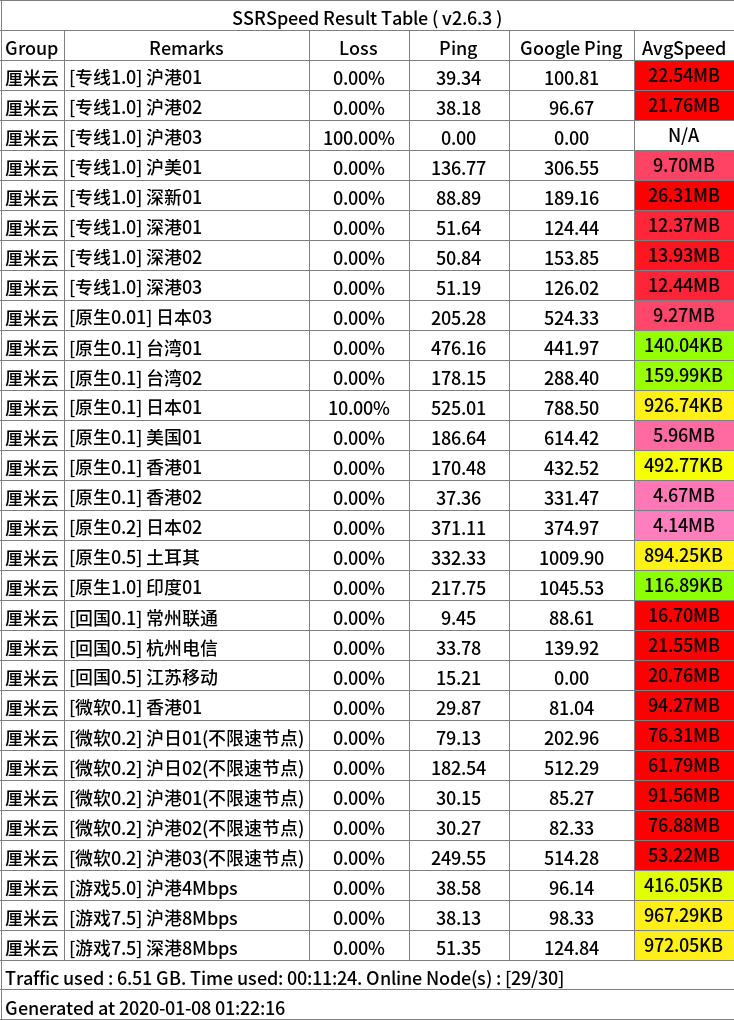 SSRSpeed Result Table ( v2.6.3 )
Group Remarks Loss Ping Google Ping AvgSpeed
厘米云 [专线1.0] 沪港01 0.00% 39.34 100.81 22.54MB
厘米云 [专线1.0] 沪港02 0.00% 38.18 96.67 21.76MB
厘米云 [专线1.0] 沪港03 100.00% 0.00 0.00 N/A
厘米云 [专线1.0] 沪美01 0.00% 136.77 306.55 9.70MB
厘米云 [专线1.0] 深新01 0.00% 88.89 189.16 26.31MB
厘米云 [专线1.0] 深港01 0.00% 51.64 124.44 12.37MB
厘米云 [专线1.0] 深港02 0.00% 50.84 153.85 13.93MB
厘米云 [专线1.0] 深港03 0.00% 51.19 126.02 12.44MB
厘米云 [原生0.01] 日本03 0.00% 205.28 524.33 9.27MB
厘米云 [原生0.1] 台湾01 0.00% 476.16 441.97 140.04KB
厘米云 [原生0.1] 台湾02 0.00% 178.15 288.40 159.99KB
厘米云 [原生0.1] 日本01 10.00% 525.01 788.50 926.74KB
厘米云 [原生0.1] 美国01 0.00% 186.64 614.42 5.96MB
厘米云 [原生0.1] 香港01 0.00% 170.48 432.52 492.77KB
厘米云 [原生0.1] 香港02 0.00% 37.36 331.47 4.67MB
厘米云 [原生0.2] 日本02 0.00% 371.11 374.97 4.14MB
厘米云 [原生0.5] 土耳其 0.00% 332.33 1009.90 894.25KB
厘米云 [原生1.0] 印度01 0.00% 217.75 1045.53 116.89KB
厘米云 [回国0.1] 常州联通 0.00% 9.45 88.61 16.70MB
厘米云 [回国0.5] 杭州电信 0.00% 33.78 139.92 21.55MB
厘米云 [回国0.5] 江苏移动 0.00% 15.21 0.00 20.76MB
厘米云 [微软0.1] 香港01 0.00% 29.87 81.04 94.27MB
厘米云 [微软0.2] 沪日01(不限速节点) 0.00% 79.13 202.96 76.31MB
厘米云 [微软0.2] 沪日02(不限速节点) 0.00% 182.54 512.29 61.79MB
厘米云 [微软0.2] 沪港01(不限速节点) 0.00% 30.15 85.27 91.56MB
厘米云 [微软0.2] 沪港02(不限速节点) 0.00% 30.27 82.33 76.88MB
厘米云 [微软0.2] 沪港03(不限速节点) 0.00% 249.55 514.28 53.22MB
厘米云 [游戏5.0] 沪港4Mbps 0.00% 38.58 96.14 416.05KB
厘米云 [游戏7.5] 沪港8Mbps 0.00% 38.13 98.33 967.29KB
厘米云 [游戏7.5] 深港8Mbps 0.00% 51.35 124.84 972.05KB
Traffic used : 6.51 GB. Time used: 00:11:24. Online Node(s) : [29/30]
Generated at 2020-01-08 01:22:16